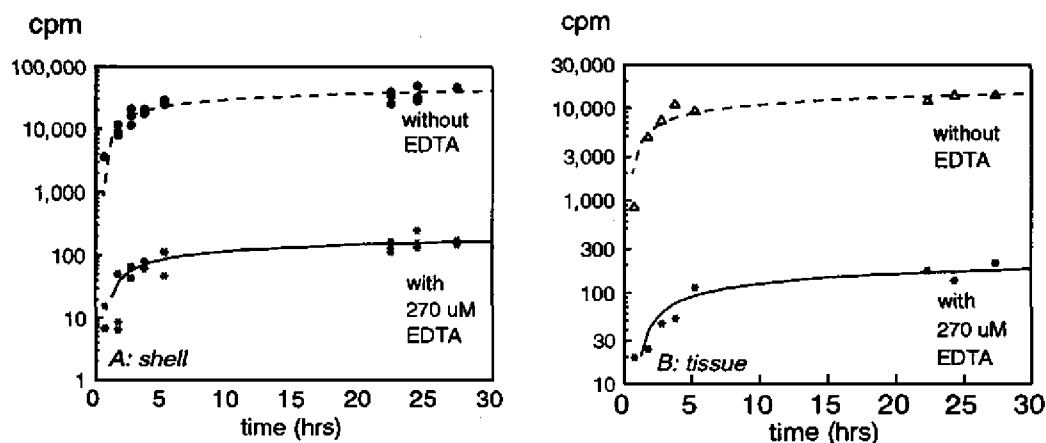 cpm
100,000
10,000
1,000
100
10
1
without
EDTA
with
270 uM
EDTA
A: shell
0 5 10 15 20 25 30
time (hrs)
cpm
30,000
10,000
3,000
1,000
300
100
30
10
without
EDTA
with
270 uM
EDTA
B: tissue
0 5 10 15 20 25 30
time (hrs)